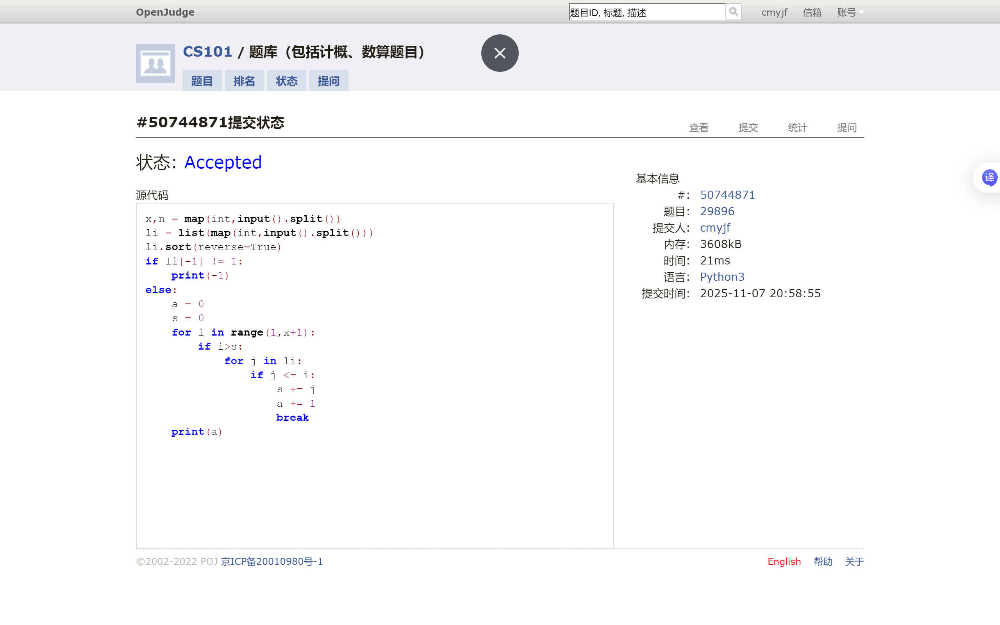 OpenJudge
题目ID, 标题, 描述
cmyjf 信箱 账号
CS101 / 题库（包括计概、数算题目）
题目 排名 状态 提问
#50744871提交状态
查看 提交 统计 提问
状态: Accepted
译
源代码
x,n = map(int,input().split())
li = list(map(int,input().split()))
li.sort(reverse=True)
if li[-1] != 1:
    print(-1)
else:
    a = 0
    s = 0
    for i in range(1,x+1):
        if i>s:
            for j in li:
                if j <= i:
                    s += j
                    a += 1
                    break
    print(a)
基本信息
#: 50744871
题目: 29896
提交人: cmyjf
内存: 3608kB
时间: 21ms
语言: Python3
提交时间: 2025-11-07 20:58:55
©2002-2022 POJ 京ICP备20010980号-1
English 帮助 关于